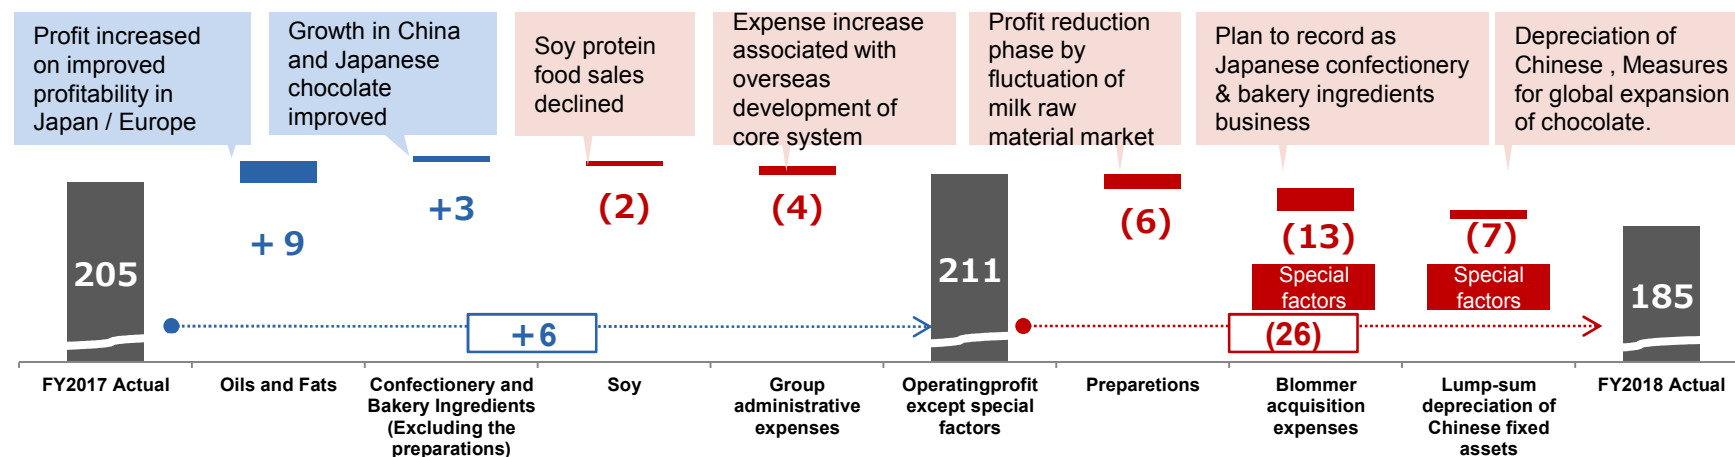 Profit increased
on improved
profitability in
Japan / Europe
Growth in China
and Japanese
chocolate
improved
Soy protein
food sales
declined
Expense increase
associated with
overseas
development of
core system
Profit reduction
phase by
fluctuation of
milk raw
material market
Plan to record as
Japanese confectionery
& bakery ingredients
business
Depreciation of
Chinese , Measures
for global expansion
of chocolate.
205
+ 9
+3
(2)
(4)
211
(6)
(13)
Special
factors
(7)
Special
factors
185
+6
(26)
FY2017 Actual
Oils and Fats
Confectionery and
Bakery Ingredients
(Excluding the
preparations)
Soy
Group
administrative
expenses
Operatingprofit
except special
factors
Preparetions
Blommer
acquisition
expenses
Lump-sum
depreciation of
Chinese fixed
assets
FY2018 Actual